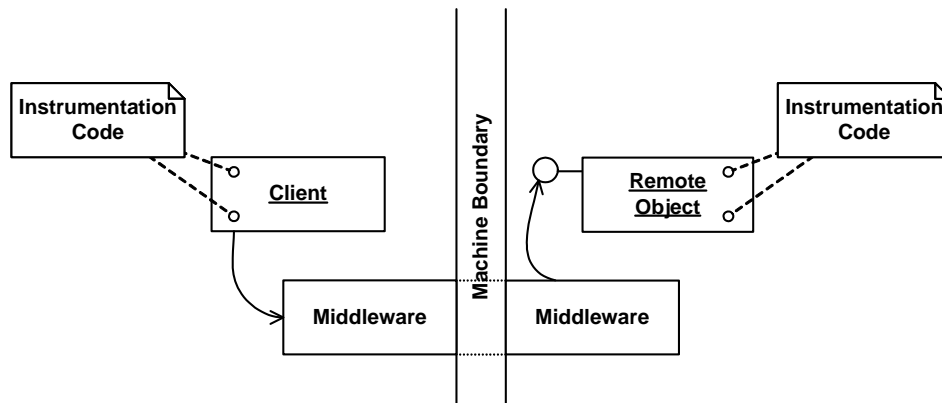 Instrumentation
Code
Client
Middleware
Machine Boundary
Instrumentation
Code
Remote
Object
Middleware